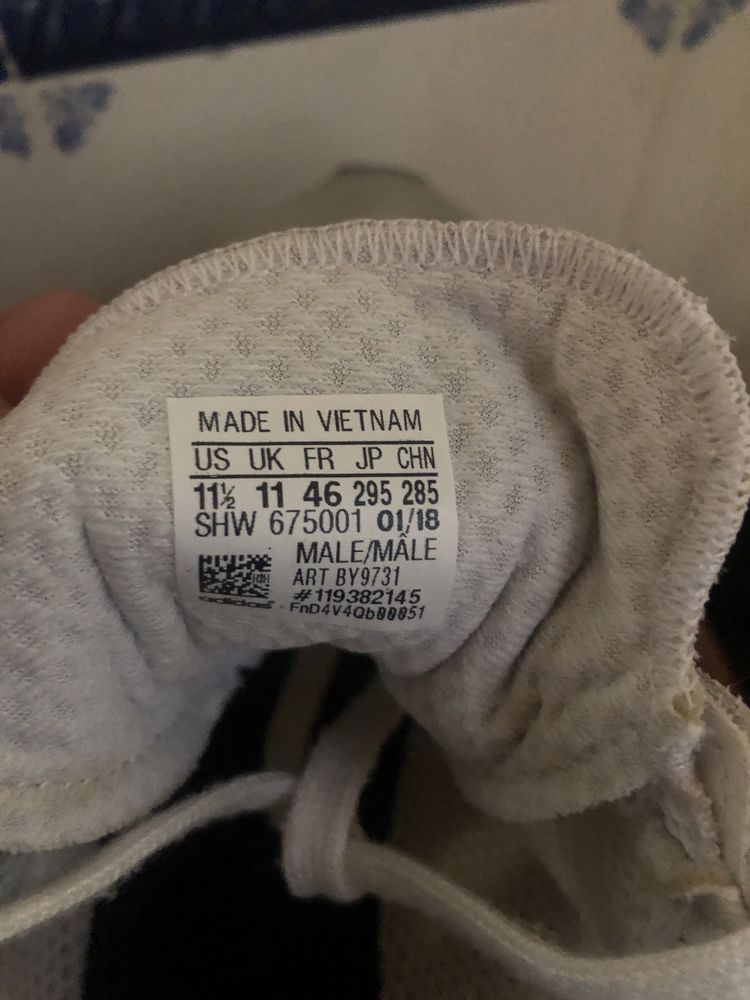 MADE IN VIETNAM
US UK FR JP CHN
11½ 11 46 295 285
SHW 675001 01/18
MALE/MÂLE
ART BY9731
#119382145
adidas
FnD4V4Qb00051